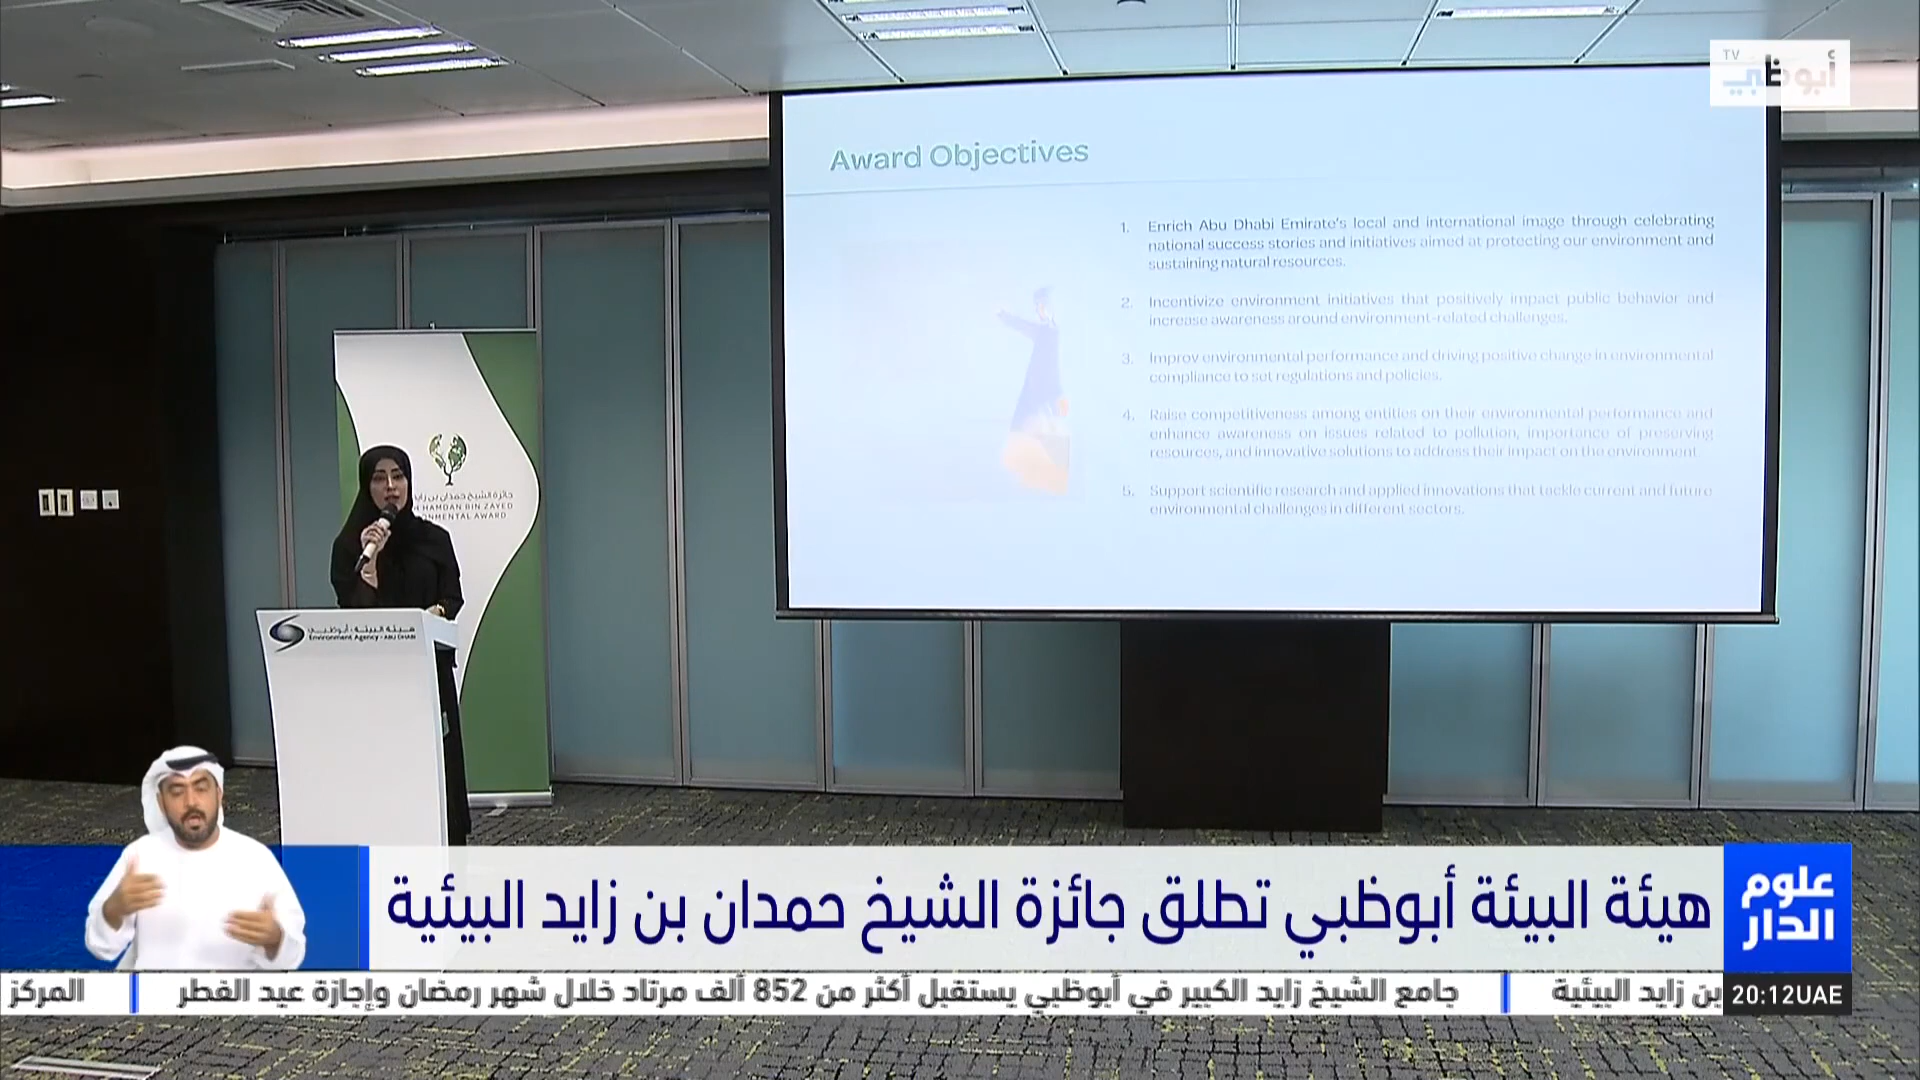 أبوظبي
TV
Award Objectives
1. Enrich Abu Dhabi Emirate's local and international image through celebrating
national success stories and initiatives aimed at protecting our environment and
sustaining natural resources.
2. Incentivize environment initiatives that positively impact public behavior and
increase awareness around environment-related challenges.
3. Improv environmental performance and driving positive change in environmental
compliance to set regulations and policies.
4. Raise competitiveness among entities on their environmental performance and
enhance awareness on issues related to pollution, importance of preserving
resources, and innovative solutions to address their impact on the environment.
5. Support scientific research and applied innovations that tackle current and future
environmental challenges in different sectors.
جائزة الشيخ حمدان بن زايد
HAMDAN BIN ZAYED
NMENTAL AWARD
هيئة البيئة - أبوظبي
Environment Agency - ABU DHABI
علوم
الدار
هيئة البيئة أبوظبي تطلق جائزة الشيخ حمدان بن زايد البيئية
20:12UAE
بن زايد البيئية
جامع الشيخ زايد الكبير في أبوظبي يستقبل أكثر من 852 ألف مرتاد خلال شهر رمضان وإجازة عيد الفطر
المركز